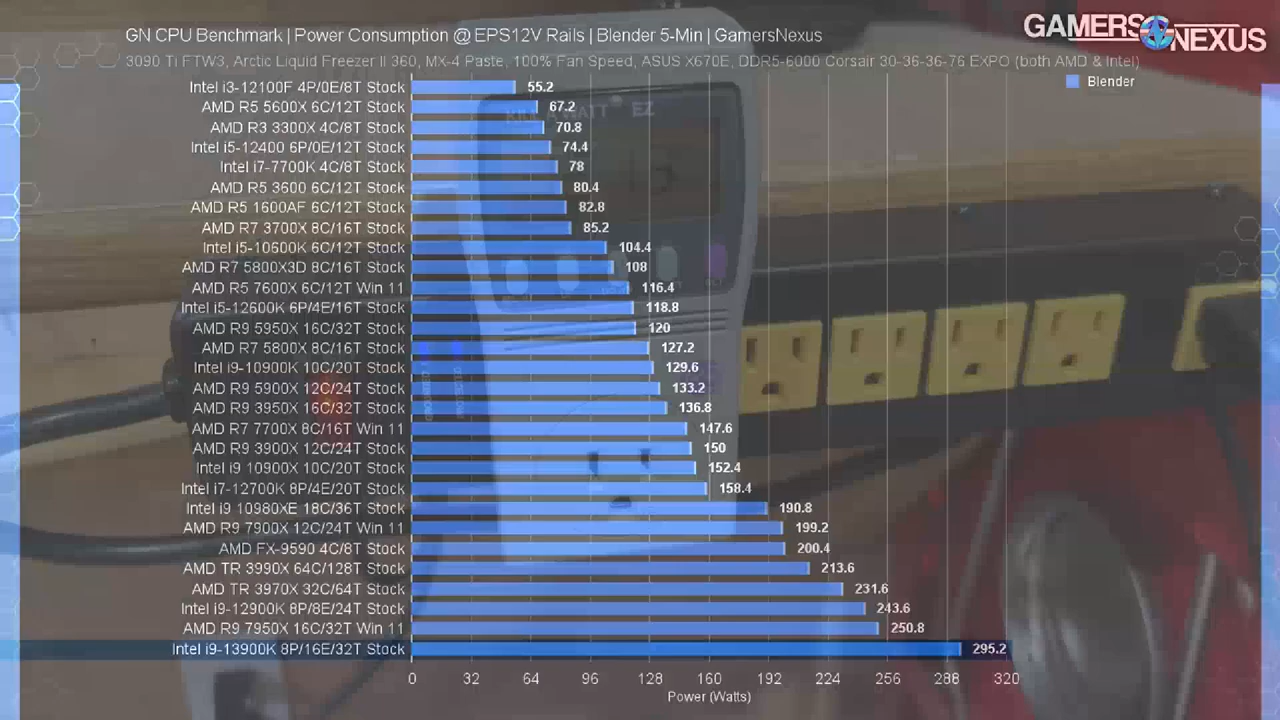 GN CPU Benchmark | Power Consumption @ EPS12V Rails | Blender 5-Min | GamersNexus
GAMERS NEXUS
3090 Ti FTW3, Arctic Liquid Freezer II 360, MX-4 Paste, 100% Fan Speed, ASUS X670E, DDR5-6000 Corsair 30-36-36-76 EXPO (both AMD & Intel)
Blender
Intel i3-12100F 4P/0E/8T Stock 55.2
AMD R5 5600X 6C/12T Stock 67.2
AMD R3 3300X 4C/8T Stock 70.8
Intel i5-12400 6P/0E/12T Stock 74.4
Intel i7-7700K 4C/8T Stock 78
AMD R5 3600 6C/12T Stock 80.4
AMD R5 1600AF 6C/12T Stock 82.8
AMD R7 3700X 8C/16T Stock 85.2
Intel i5-10600K 6C/12T Stock 104.4
AMD R7 5800X3D 8C/16T Stock 108
AMD R5 7600X 6C/12T Win 11 116.4
Intel i5-12600K 6P/4E/16T Stock 118.8
AMD R9 5950X 16C/32T Stock 120
AMD R7 5800X 8C/16T Stock 127.2
Intel i9-10900K 10C/20T Stock 129.6
AMD R9 5900X 12C/24T Stock 133.2
AMD R9 3950X 16C/32T Stock 136.8
AMD R7 7700X 8C/16T Win 11 147.6
AMD R9 3900X 12C/24T Stock 150
Intel i9 10900X 10C/20T Stock 152.4
Intel i7-12700K 8P/4E/20T Stock 158.4
Intel i9 10980XE 18C/36T Stock 190.8
AMD R9 7900X 12C/24T Win 11 199.2
AMD FX-9590 4C/8T Stock 200.4
AMD TR 3990X 64C/128T Stock 213.6
AMD TR 3970X 32C/64T Stock 231.6
Intel i9-12900K 8P/8E/24T Stock 243.6
AMD R9 7950X 16C/32T Win 11 250.8
Intel i9-13900K 8P/16E/32T Stock 295.2
0 32 64 96 128 160 192 224 256 288 320
Power (Watts)